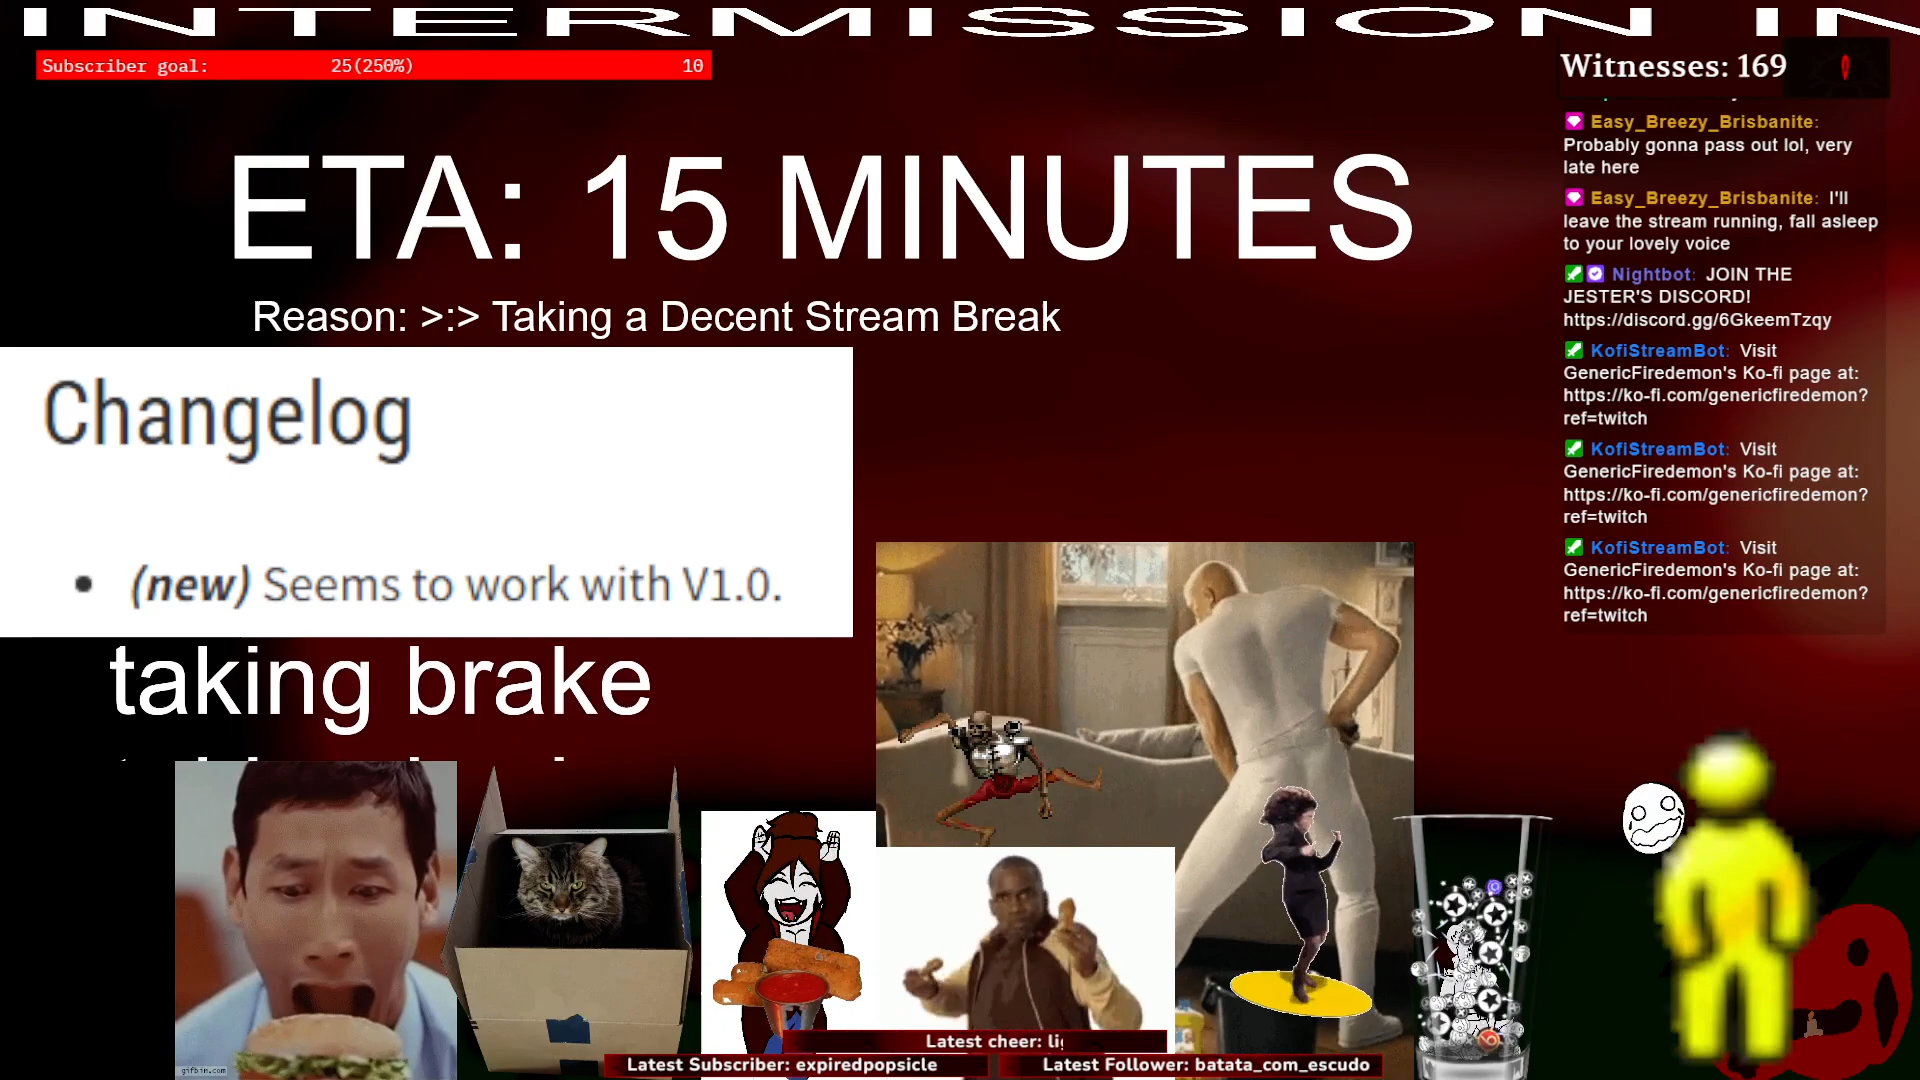 INTERMISSION IN
Subscriber goal: 25(250%) 10
Witnesses: 169
ETA: 15 MINUTES
Reason: >:> Taking a Decent Stream Break
Changelog
• (new) Seems to work with V1.0.
taking brake
Easy_Breezy_Brisbanite:
Probably gonna pass out lol, very
late here
Easy_Breezy_Brisbanite: I'll
leave the stream running, fall asleep
to your lovely voice
Nightbot: JOIN THE
JESTER'S DISCORD!
https://discord.gg/6GkeemTzqy
KofiStreamBot: Visit
GenericFiredemon's Ko-fi page at:
https://ko-fi.com/genericfiredemon?
ref=twitch
KofiStreamBot: Visit
GenericFiredemon's Ko-fi page at:
https://ko-fi.com/genericfiredemon?
ref=twitch
KofiStreamBot: Visit
GenericFiredemon's Ko-fi page at:
https://ko-fi.com/genericfiredemon?
ref=twitch
gifbin.com
Latest cheer: li
Latest Subscriber: expiredpopsicle
Latest Follower: batata_com_escudo